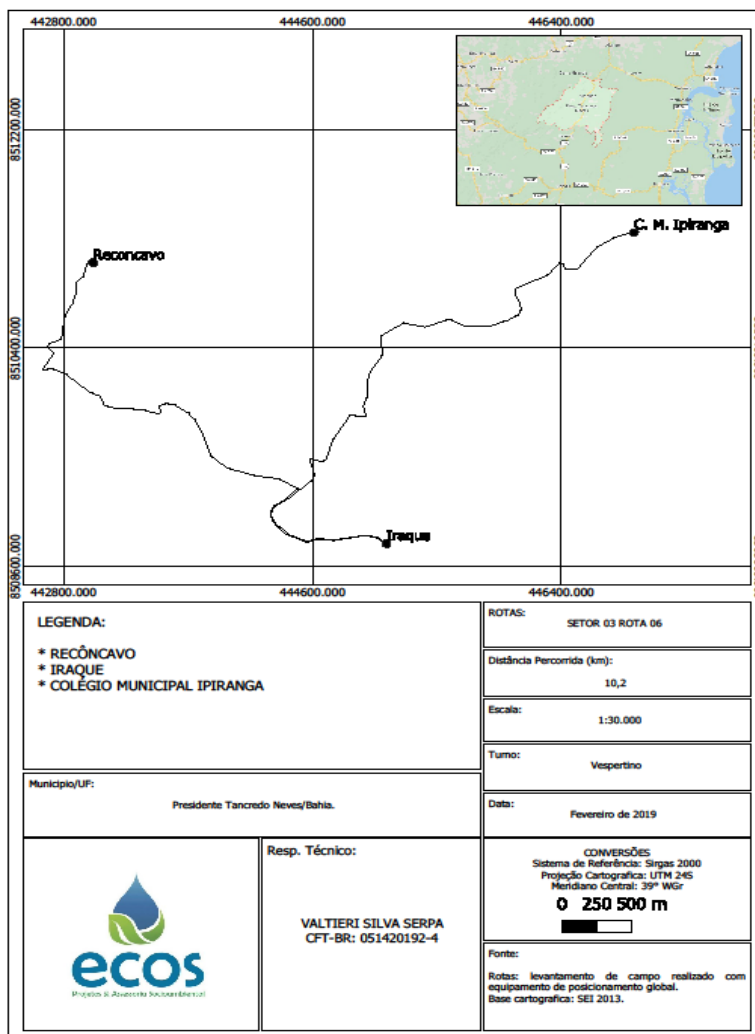 442800.000 444600.000 446400.000
8512200.000
8510400.000
8508600.000
C. M. Ipiranga
Reconcavo
Iraque
442800.000 444600.000 446400.000
LEGENDA:
* RECÔNCAVO
* IRAQUE
* COLÉGIO MUNICIPAL IPIRANGA
Municipio/UF:
Presidente Tancredo Neves/Bahia.
ROTAS:
SETOR 03 ROTA 06
Distância Percorrida (km):
10,2
Escala:
1:30.000
Turno:
Vespertino
Data:
Fevereiro de 2019
ecos
Projetos & Assessoria Socioambiental
Resp. Técnico:
VALTIERI SILVA SERPA
CFT-BR: 051420192-4
CONVERSÕES
Sistema de Referência: Sirgas 2000
Projeção Cartografica: UTM 24S
Meridiano Central: 39° WGr
0 250 500 m
Fonte:
Rotas: levantamento de campo realizado com
equipamento de posicionamento global.
Base cartografica: SEI 2013.